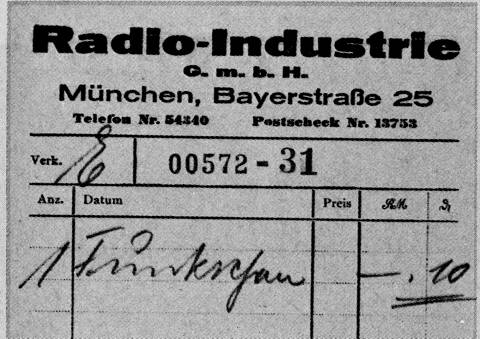 Radio-Industrie
G. m. b. H.
München, Bayerstraße 25
Telefon Nr. 54340 Postscheck Nr. 13753
Verk. 00572 - 31
Anz. Datum Preis RM ₰
1 Funkschau —.10